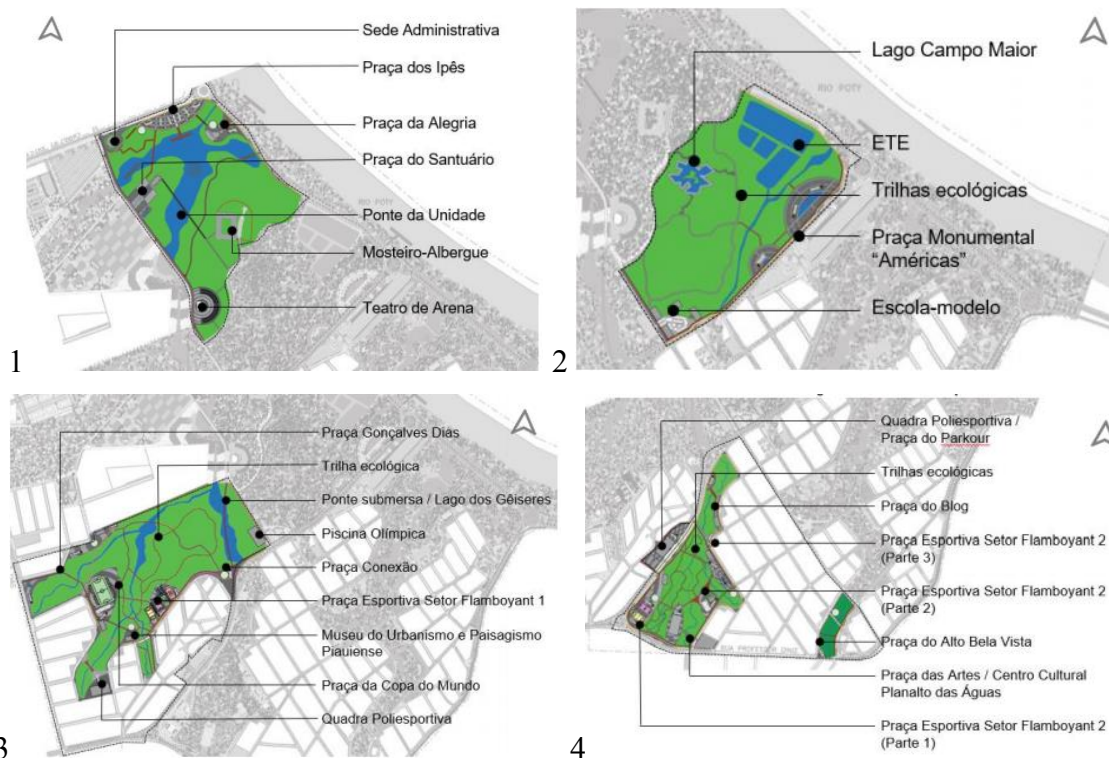 Sede Administrativa
Praça dos Ipês
Praça da Alegria
Praça do Santuário
RIO POTY
Ponte da Unidade
Mosteiro-Albergue
Teatro de Arena
1
Lago Campo Maior
RIO POTY
ETE
Trilhas ecológicas
Praça Monumental
“Américas”
Escola-modelo
2
Praça Gonçalves Dias
Trilha ecológica
Ponte submersa / Lago dos Gêiseres
Piscina Olímpica
Praça Conexão
Praça Esportiva Setor Flamboyant 1
Museu do Urbanismo e Paisagismo
Piauiense
Praça da Copa do Mundo
Quadra Poliesportiva
3
Quadra Poliesportiva /
Praça do Parkour
Trilhas ecológicas
Praça do Blog
Praça Esportiva Setor Flamboyant 2
(Parte 3)
Praça Esportiva Setor Flamboyant 2
(Parte 2)
Praça do Alto Bela Vista
RUA PROFESSOR
Praça das Artes / Centro Cultural
Planalto das Águas
Praça Esportiva Setor Flamboyant 2
(Parte 1)
4